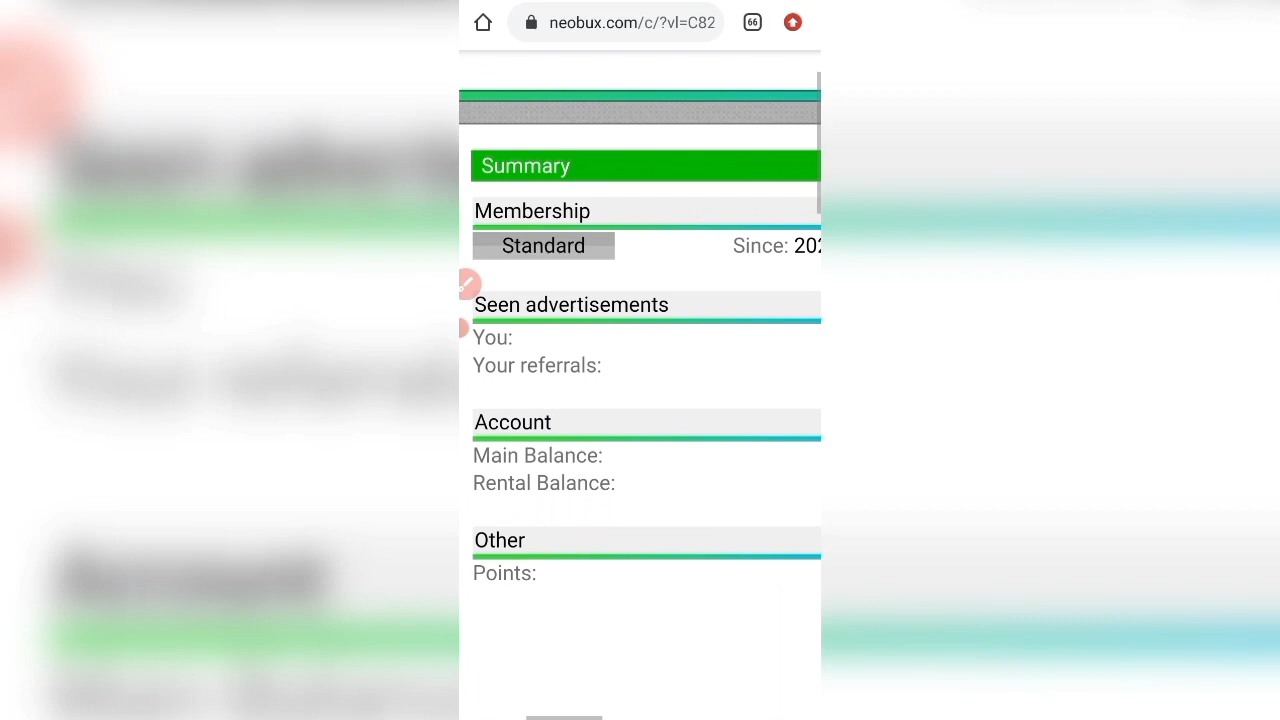 neobux.com/c/?vl=C82
66
Summary
Membership
Standard
Since: 202
Seen advertisements
You:
Your referrals:
Account
Main Balance:
Rental Balance:
Other
Points: